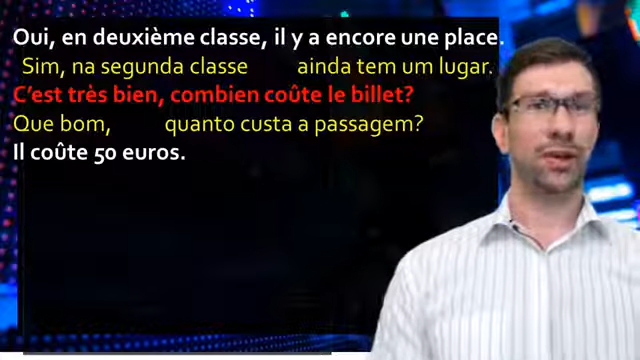 Oui, en deuxième classe, il y a encore une place.
Sim, na segunda classe ainda tem um lugar.
C'est très bien, combien coûte le billet?
Que bom, quanto custa a passagem?
Il coûte 50 euros.